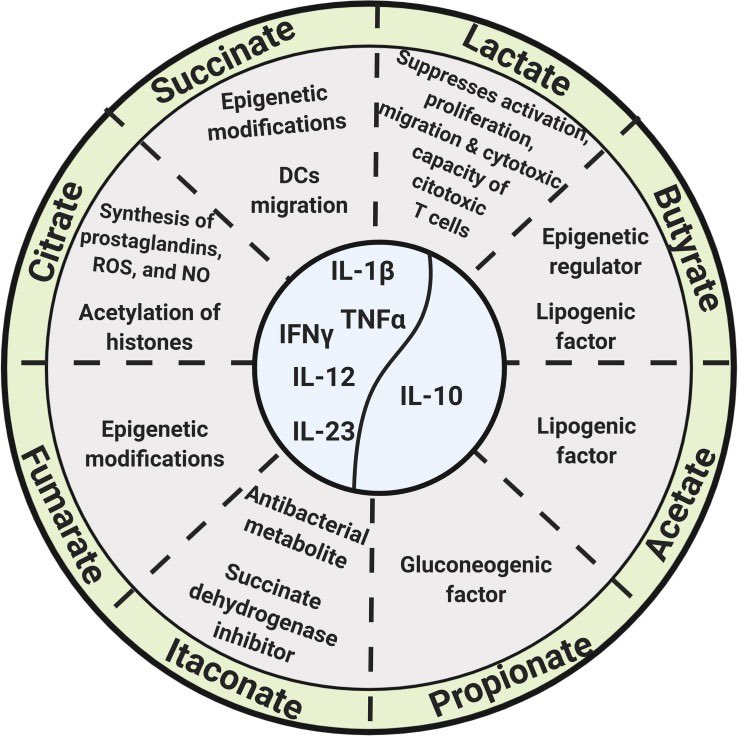 Succinate
Epigenetic
modifications
DCs
migration
Lactate
Suppresses activation,
proliferation,
migration & cytotoxic
capacity of
citotoxic
T cells
Butyrate
Epigenetic
regulator
Lipogenic
factor
Acetate
Lipogenic
factor
Propionate
Gluconeogenic
factor
Itaconate
Antibacterial
metabolite
Succinate
dehydrogenase
inhibitor
Fumarate
Epigenetic
modifications
Citrate
Synthesis of
prostaglandins,
ROS, and NO
Acetylation of
histones
IL-1β
TNFα
IFNγ
IL-12
IL-23
IL-10